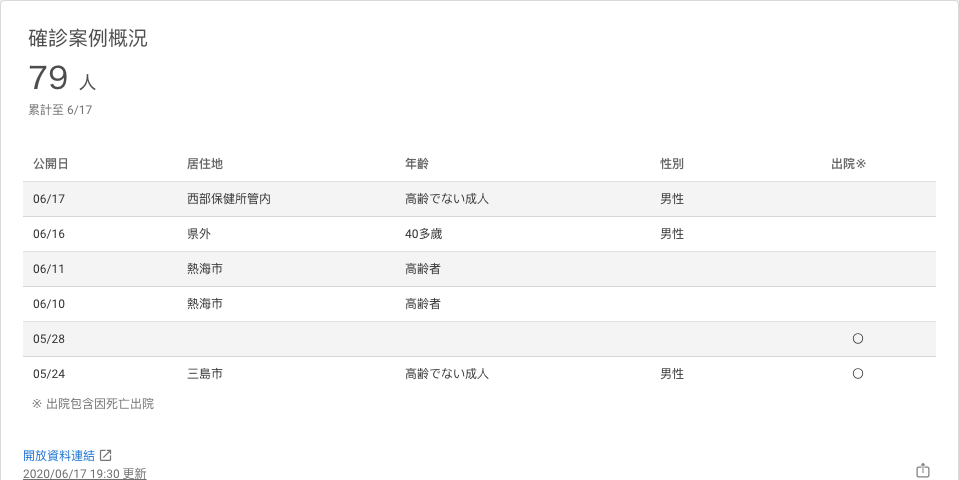 確診案例概況
79 人
累計至 6/17
公開日 居住地 年齡 性別 出院※
06/17 西部保健所管内 高齢でない成人 男性
06/16 県外 40多歲 男性
06/11 熱海市 高齢者
06/10 熱海市 高齢者
05/28 ○
05/24 三島市 高齢でない成人 男性 ○
※ 出院包含因死亡出院
開放資料連結
2020/06/17 19:30 更新